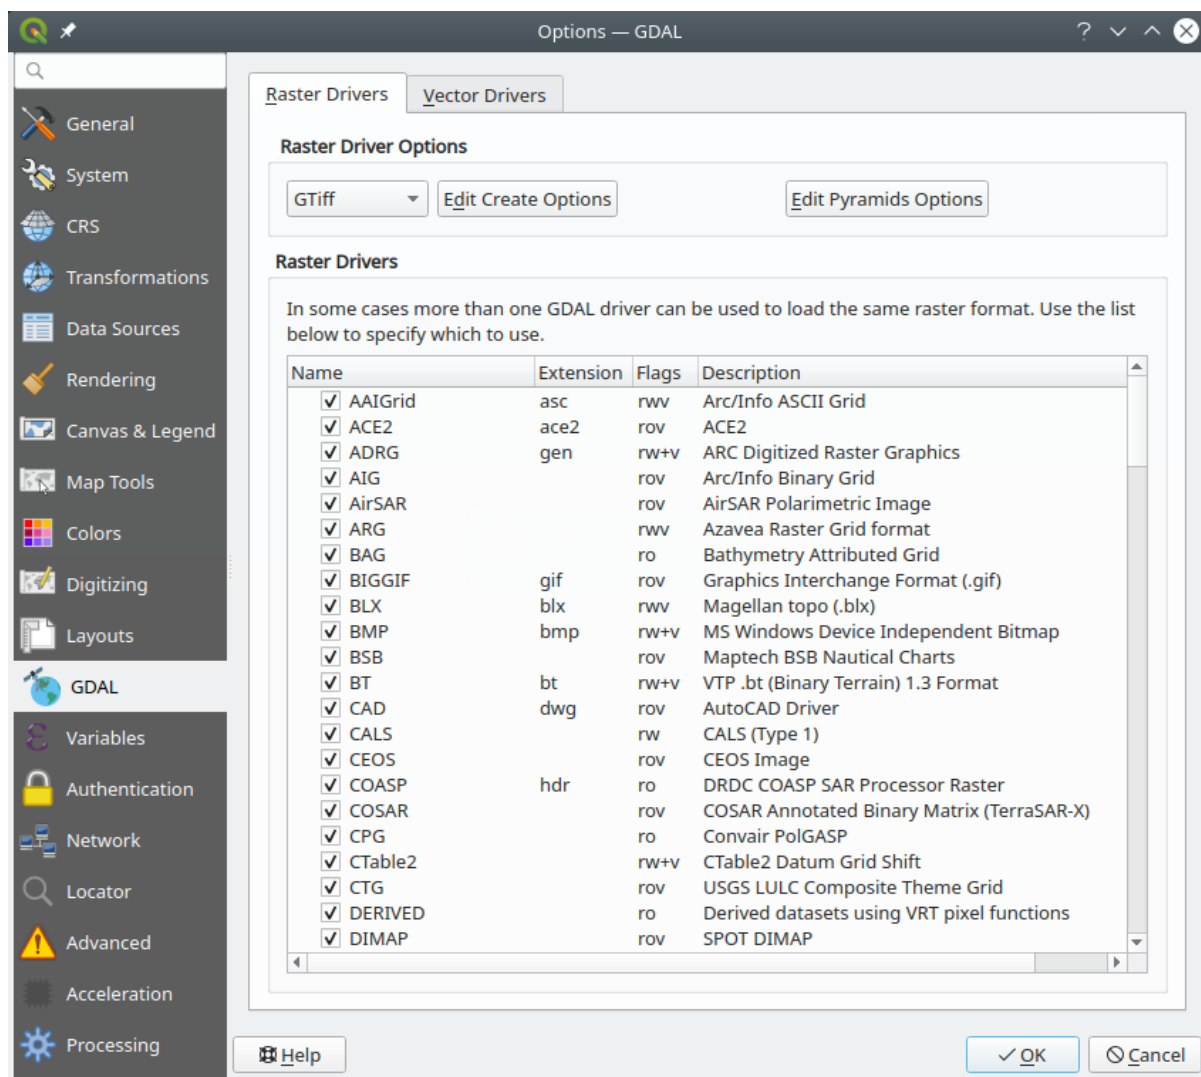 Options — GDAL
General
System
CRS
Transformations
Data Sources
Rendering
Canvas & Legend
Map Tools
Colors
Digitizing
Layouts
GDAL
Variables
Authentication
Network
Locator
Advanced
Acceleration
Processing
Raster Drivers Vector Drivers
Raster Driver Options
GTiff Edit Create Options Edit Pyramids Options
Raster Drivers
In some cases more than one GDAL driver can be used to load the same raster format. Use the list
below to specify which to use.
Name Extension Flags Description
AAIGrid asc rwv Arc/Info ASCII Grid
ACE2 ace2 rov ACE2
ADRG gen rw+v ARC Digitized Raster Graphics
AIG rov Arc/Info Binary Grid
AirSAR rov AirSAR Polarimetric Image
ARG rwv Azavea Raster Grid format
BAG ro Bathymetry Attributed Grid
BIGGIF gif rov Graphics Interchange Format (.gif)
BLX blx rwv Magellan topo (.blx)
BMP bmp rw+v MS Windows Device Independent Bitmap
BSB rov Maptech BSB Nautical Charts
BT bt rw+v VTP .bt (Binary Terrain) 1.3 Format
CAD dwg rov AutoCAD Driver
CALS rw CALS (Type 1)
CEOS rov CEOS Image
COASP hdr ro DRDC COASP SAR Processor Raster
COSAR rov COSAR Annotated Binary Matrix (TerraSAR-X)
CPG ro Convair PolGASP
CTable2 rw+v CTable2 Datum Grid Shift
CTG rov USGS LULC Composite Theme Grid
DERIVED ro Derived datasets using VRT pixel functions
DIMAP rov SPOT DIMAP
Help OK Cancel